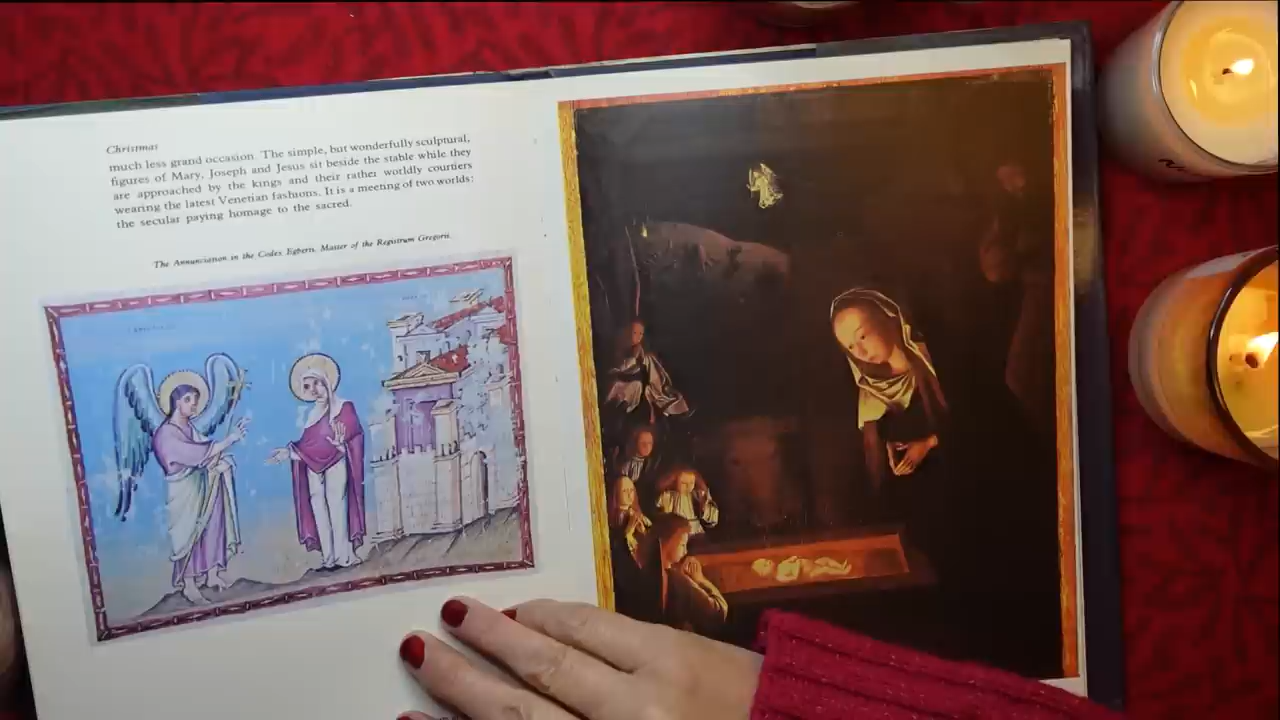 Christmas
much less grand occasion The simple, but wonderfully sculptural,
figures of Mary, Joseph and Jesus sit beside the stable while they
are approached by the kings and their rather worldly courtiers
wearing the latest Venetian fashions. It is a meeting of two worlds:
the secular paying homage to the sacred.
The Annunciation in the Codex Egberti. Master of the Registrum Gregorii.